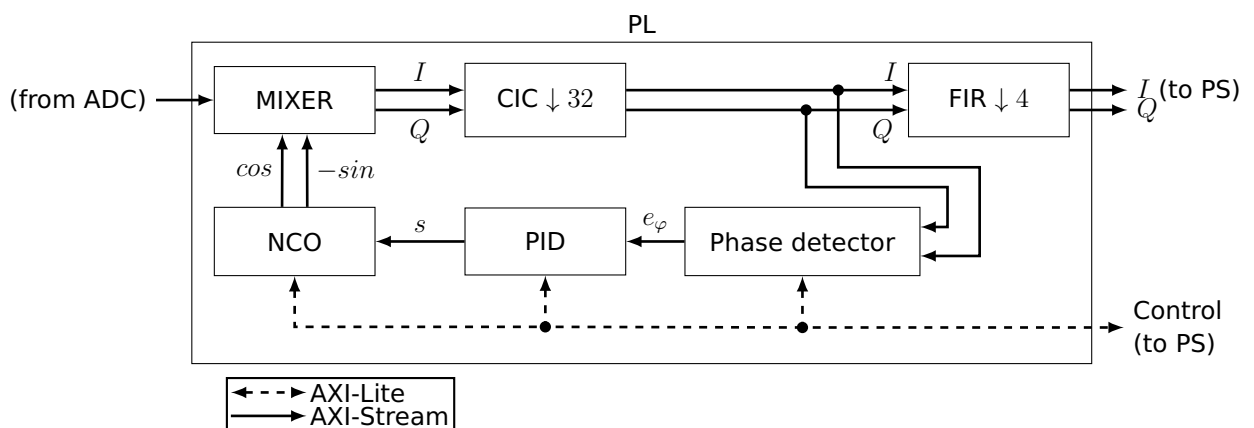 PL
(from ADC)
MIXER
I
Q
CIC ↓ 32
I
Q
FIR ↓ 4
I (to PS)
Q
cos
−sin
NCO
s
PID
e_φ
Phase detector
Control
(to PS)
AXI-Lite
AXI-Stream